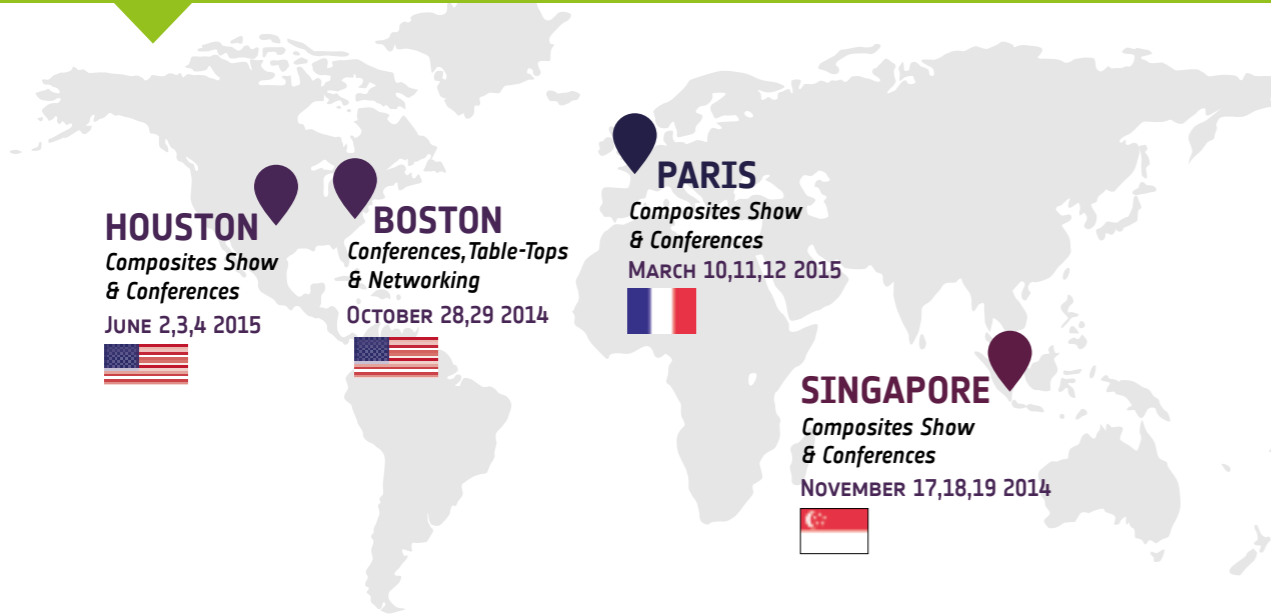 HOUSTON
Composites Show
& Conferences
JUNE 2,3,4 2015
BOSTON
Conferences,Table-Tops
& Networking
OCTOBER 28,29 2014
PARIS
Composites Show
& Conferences
MARCH 10,11,12 2015
SINGAPORE
Composites Show
& Conferences
NOVEMBER 17,18,19 2014